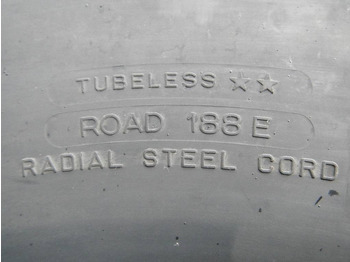 TUBELESS ☆☆
ROAD 188 E
RADIAL STEEL CORD